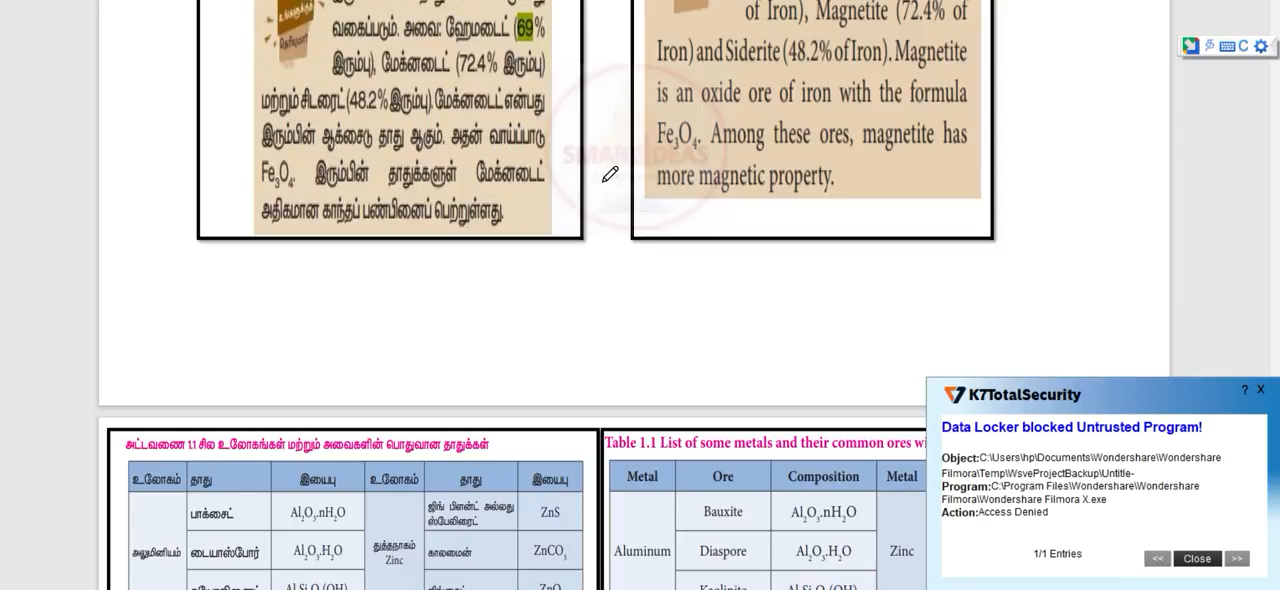 உங்களுக்குத்
தெரியுமா
வகைப்படும். அவை: ஹேமடைட் (69%
இரும்பு), மேக்னடைட் (72.4% இரும்பு)
மற்றும் சிடரைட் (48.2% இரும்பு). மேக்னடைட் என்பது
இரும்பின் ஆக்சைடு தாது ஆகும். அதன் வாய்ப்பாடு
Fe₃O₄. இரும்பின் தாதுக்களுள் மேக்னடைட்
அதிகமான காந்தப் பண்பினைப் பெற்றுள்ளது.
of Iron), Magnetite (72.4% of
Iron) and Siderite (48.2% of Iron). Magnetite
is an oxide ore of iron with the formula
Fe₃O₄. Among these ores, magnetite has
more magnetic property.
SMART IDEAS
அட்டவணை 1.1 சில உலோகங்கள் மற்றும் அவைகளின் பொதுவான தாதுக்கள்
உலோகம் தாது இயைபு உலோகம் தாது இயைபு
பாக்சைட் Al₂O₃.nH₂O ஜிங் பிளண்ட் அல்லது
ஸ்பேலிரைட் ZnS
அலுமினியம் டையாஸ்போர் Al₂O₃.H₂O துத்தநாகம்
Zinc காலமைன் ZnCO₃
ZnO
Table 1.1 List of some metals and their common ores wi
Metal Ore Composition Metal
Bauxite Al₂O₃.nH₂O
Aluminum Diaspore Al₂O₃.H₂O Zinc
Kaolinite
த C
K7TotalSecurity ? X
Data Locker blocked Untrusted Program!
Object:C:\Users\hp\Documents\Wondershare\Wondershare
Filmora\Temp\WsveProjectBackup\Untitle-
Program:C:\Program Files\Wondershare\Wondershare
Filmora\Wondershare Filmora X.exe
Action:Access Denied
1/1 Entries << Close >>